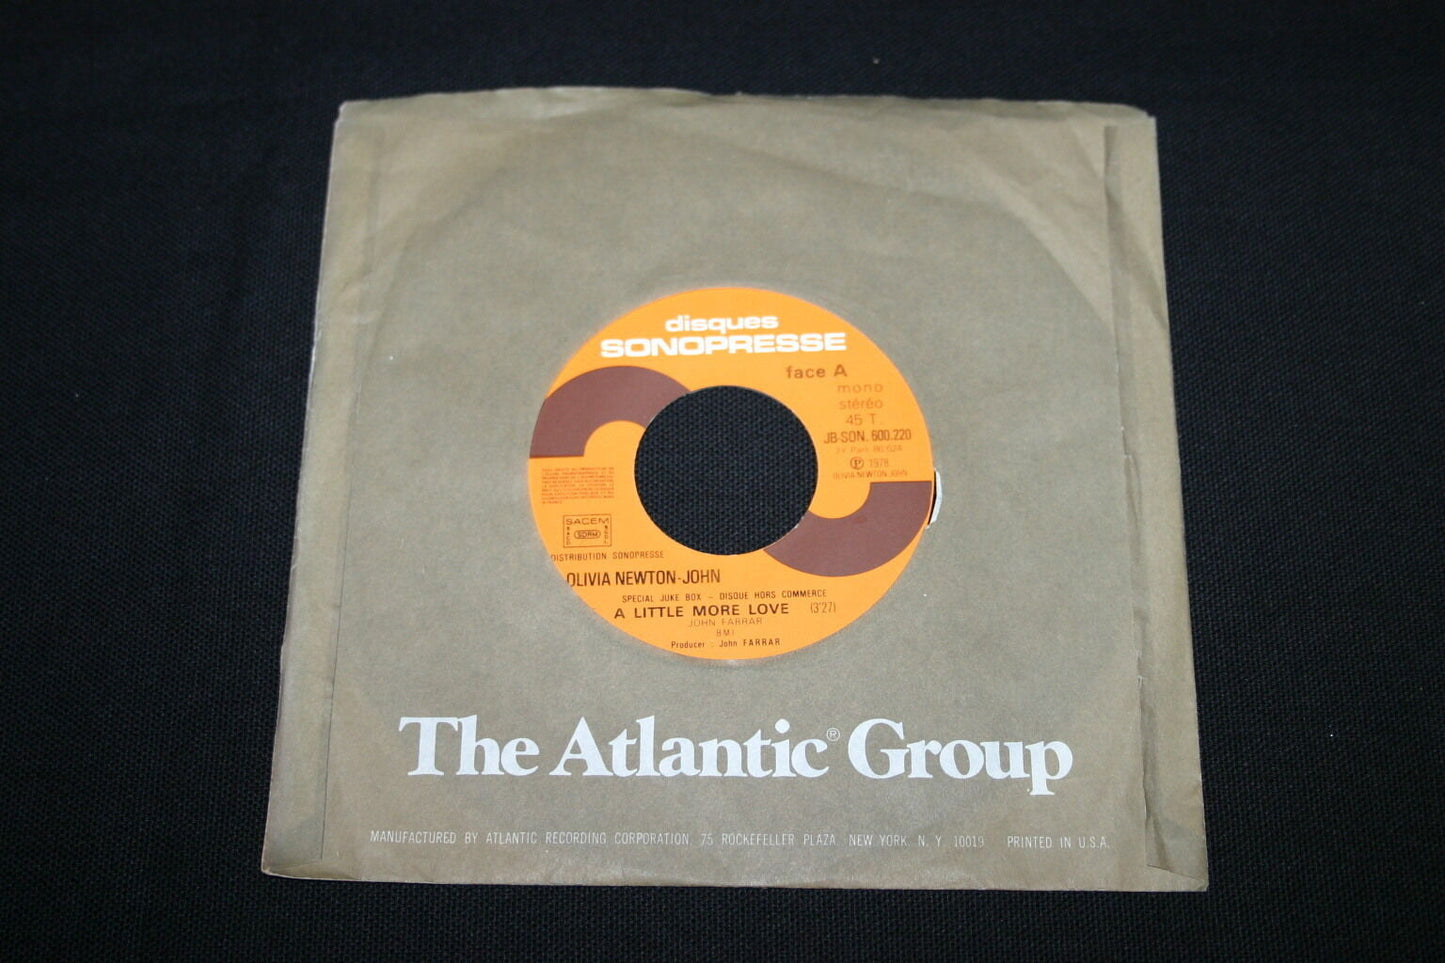 disques
SONOPRESSE
face A
mono
stéréo
45 T.
JB-SON. 600.220
℗ 1978
OLIVIA NEWTON-JOHN
SACEM
SDRM
DISTRIBUTION SONOPRESSE
OLIVIA NEWTON-JOHN
SPECIAL JUKE BOX - DISQUE HORS COMMERCE
A LITTLE MORE LOVE (3'27)
JOHN FARRAR
BMI
Producer : John FARRAR
The Atlantic® Group
MANUFACTURED BY ATLANTIC RECORDING CORPORATION, 75 ROCKEFELLER PLAZA, NEW YORK, N. Y. 10019 PRINTED IN U.S.A.